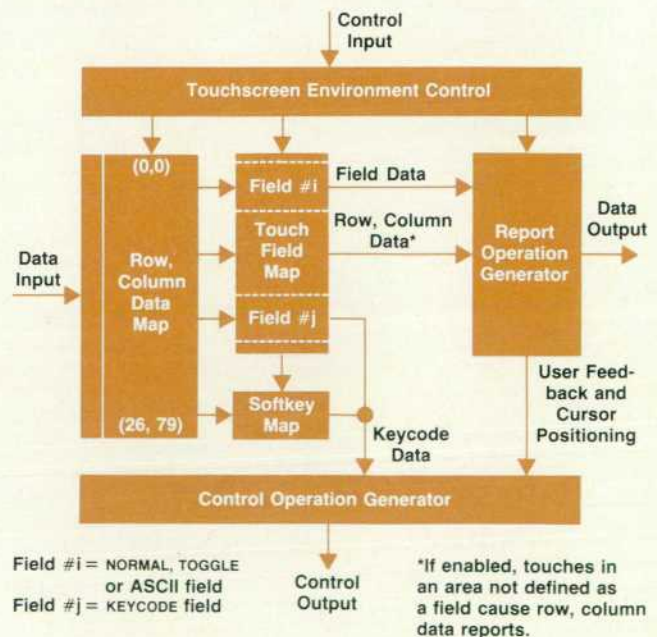 Control
Input
Touchscreen Environment Control
(0,0)
Row,
Column
Data
Map
(26, 79)
Data
Input
Field #i
Touch
Field
Map
Field #j
Softkey
Map
Field Data
Row, Column
Data*
Report
Operation
Generator
Data
Output
User Feed-
back and
Cursor
Positioning
Keycode
Data
Control Operation Generator
Control
Output
Field #i = NORMAL, TOGGLE
or ASCII field
Field #j = KEYCODE field
*If enabled, touches in
an area not defined as
a field cause row, column
data reports.